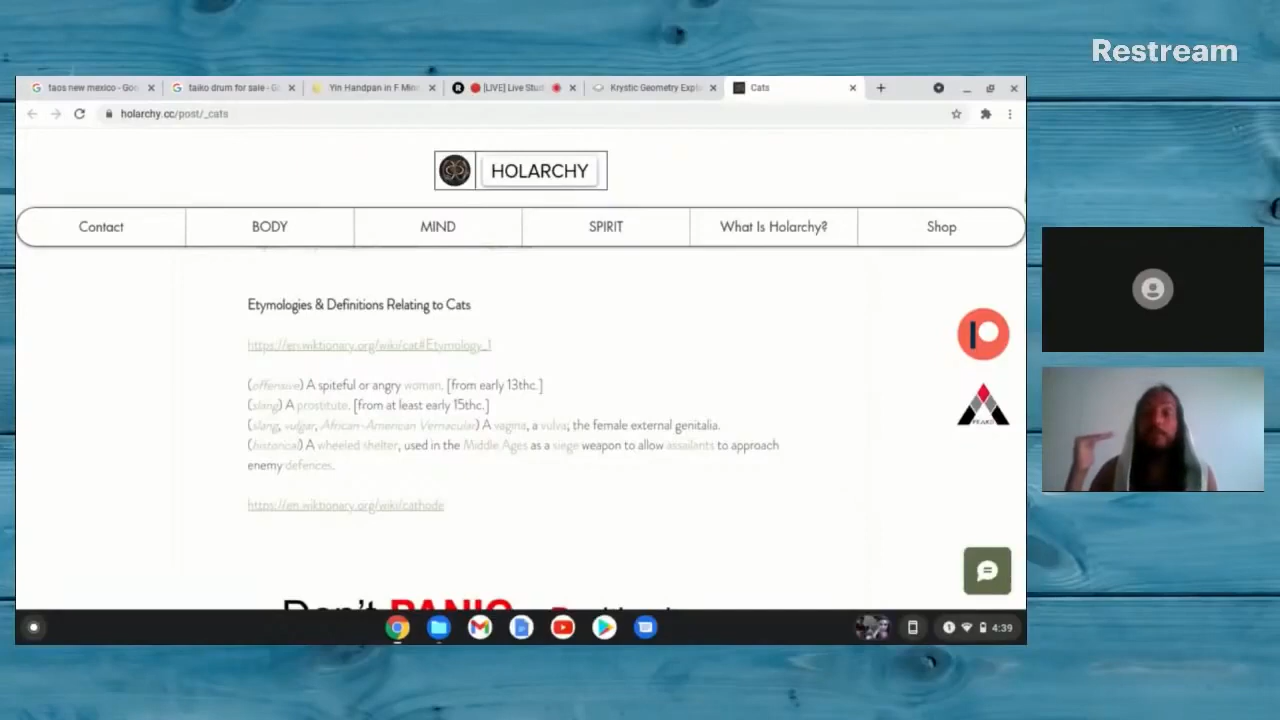 Restream
taos new mexico - Goo
taiko drum for sale - G
Yin Handpan in F Min
[LIVE] Live Stud
Krystic Geometry Expl
Cats
holarchy.cc/post/_cats
HOLARCHY
Contact
BODY
MIND
SPIRIT
What Is Holarchy?
Shop
Etymologies & Definitions Relating to Cats
https://en.wiktionary.org/wiki/cat#Etymology_1
(offensive) A spiteful or angry woman. [from early 13thc.]
(slang) A prostitute. [from at least early 15thc.]
(slang, vulgar, African-American Vernacular) A vagina, a vulva; the female external genitalia.
(historical) A wheeled shelter, used in the Middle Ages as a siege weapon to allow assailants to approach
enemy defences.
https://en.wiktionary.org/wiki/cathode
Don't PANIC
1
4:39